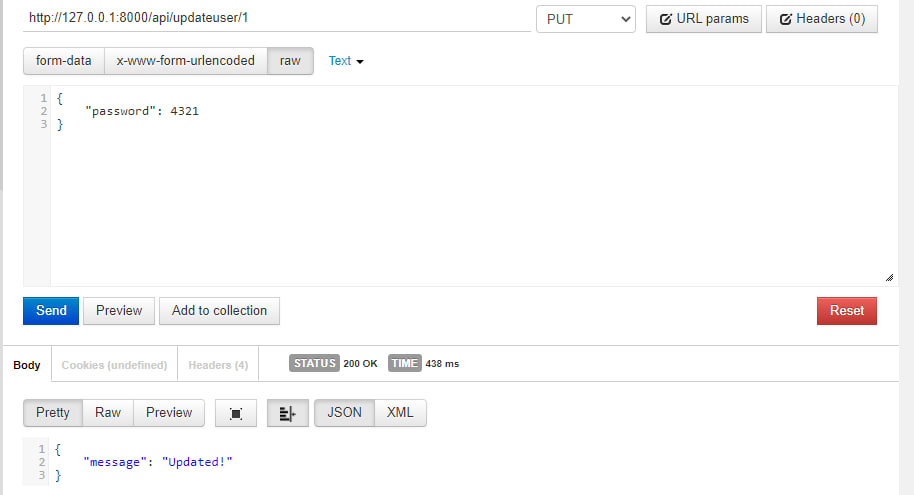 http://127.0.0.1:8000/api/updateuser/1 PUT URL params Headers (0)
form-data x-www-form-urlencoded raw Text
1 {
2 "password": 4321
3 }
Send Preview Add to collection Reset
Body Cookies (undefined) Headers (4) STATUS 200 OK TIME 438 ms
Pretty Raw Preview JSON XML
1 {
2 "message": "Updated!"
3 }